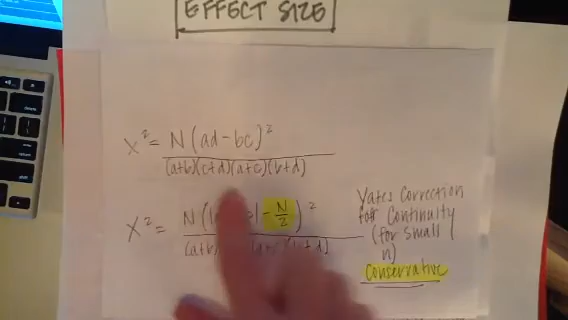 EFFECT SIZE
X² = N(ad-bc)²
(a+b)(c+d)(a+c)(b+d)
X² = N(| - N/2)²
Yates Correction
for Continuity
(for small
n)
Conservative